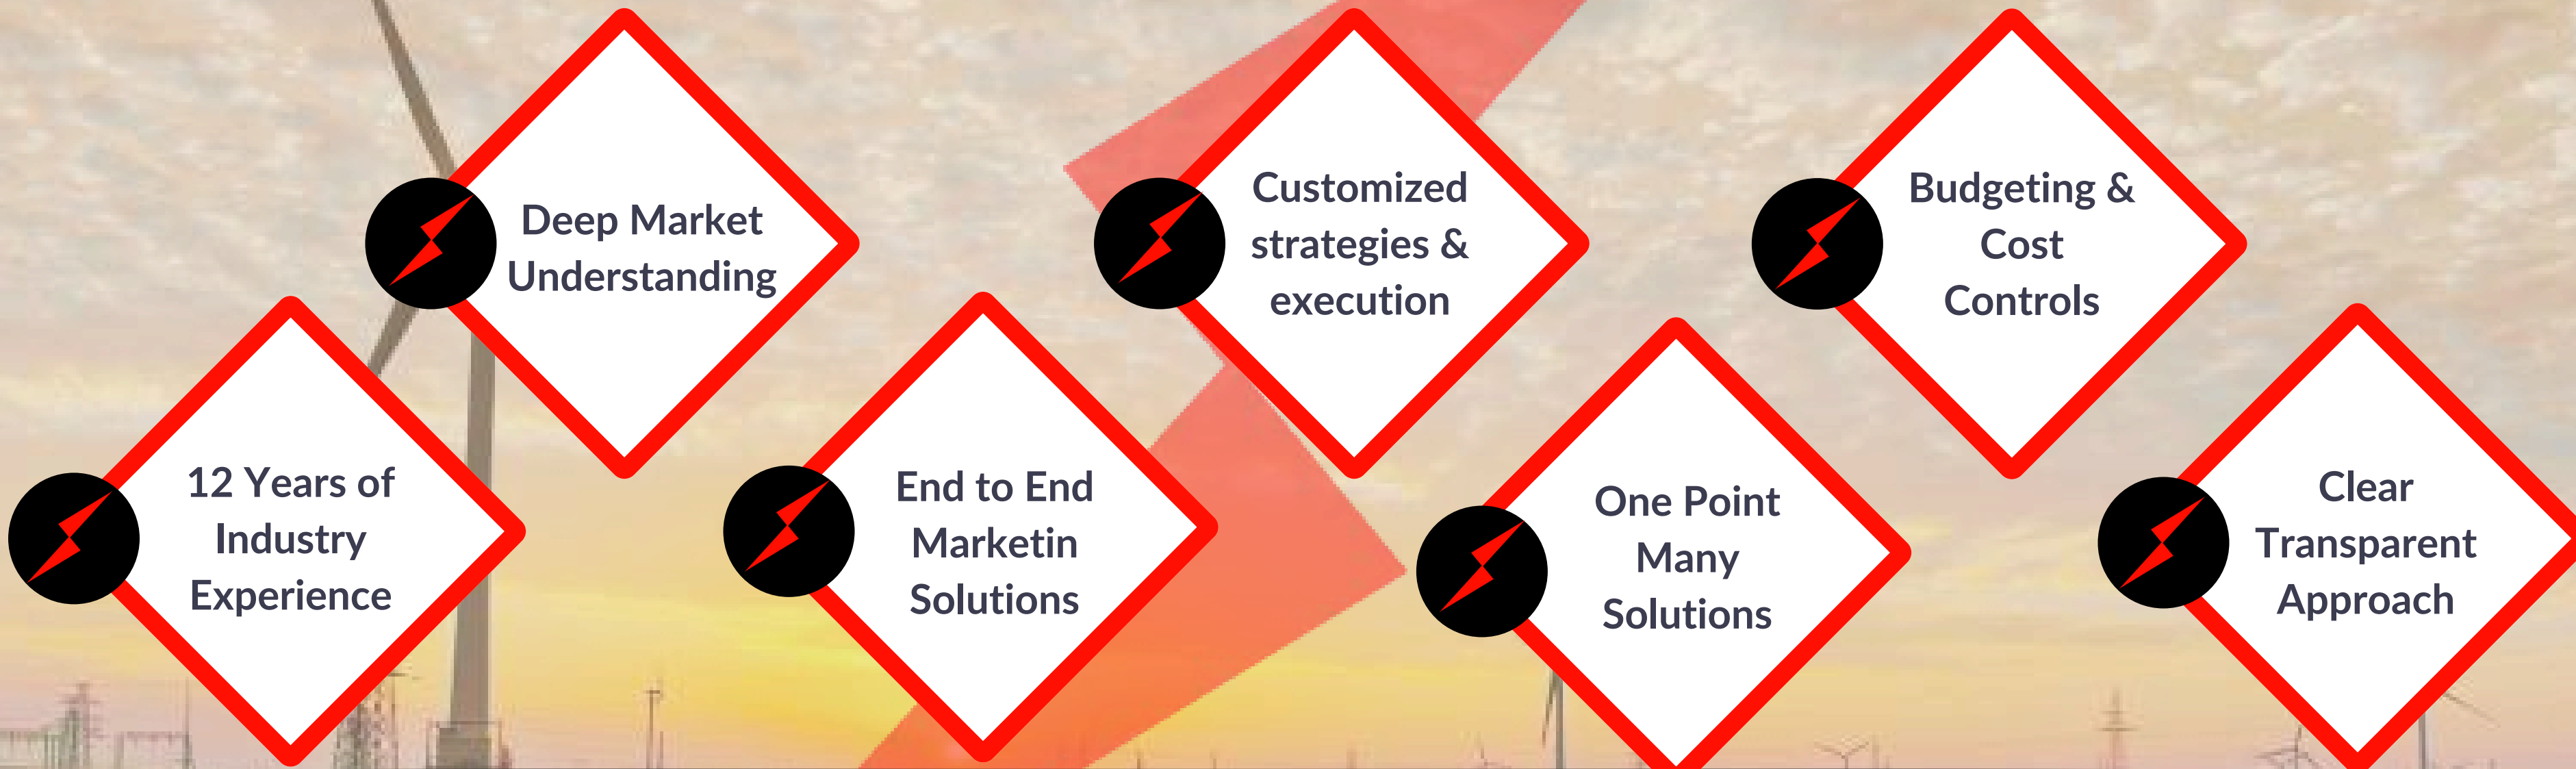 12 Years of
Industry
Experience
Deep Market
Understanding
End to End
Marketin
Solutions
Customized
strategies &
execution
One Point
Many
Solutions
Budgeting &
Cost
Controls
Clear
Transparent
Approach